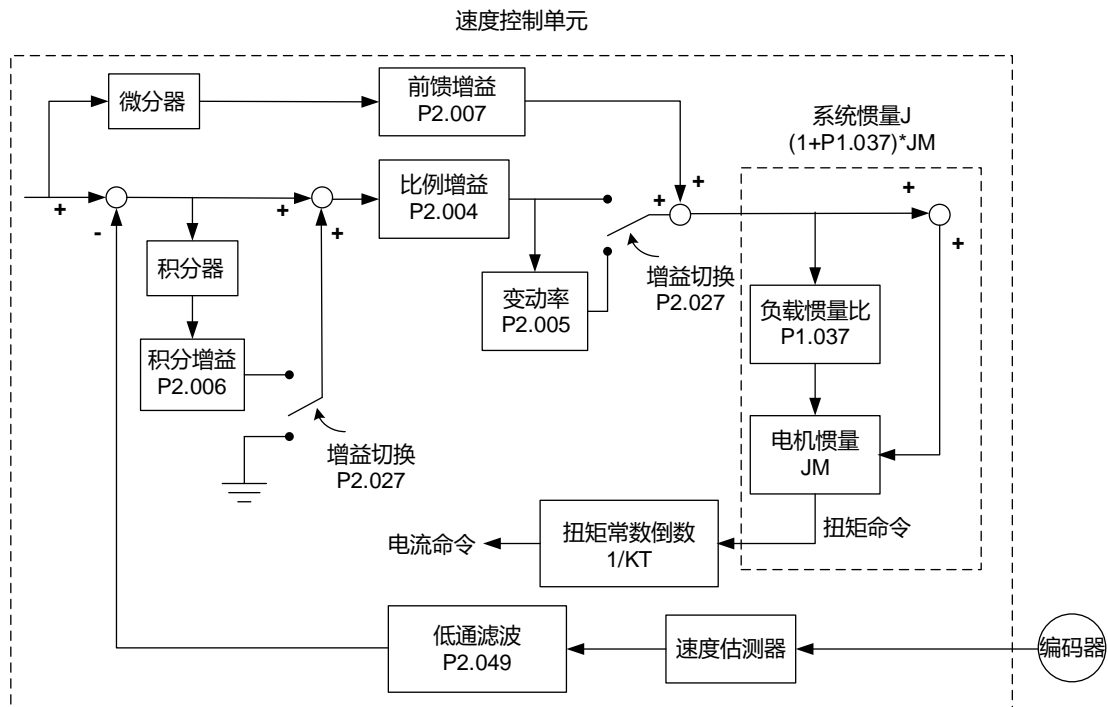 速度控制单元
微分器
前馈增益
P2.007
系统惯量J
(1+P1.037)*JM
+
-
+
+
比例增益
P2.004
+
+
+
+
积分器
变动率
P2.005
增益切换
P2.027
负载惯量比
P1.037
积分增益
P2.006
增益切换
P2.027
电机惯量
JM
电流命令
扭矩常数倒数
1/KT
扭矩命令
低通滤波
P2.049
速度估测器
编码器